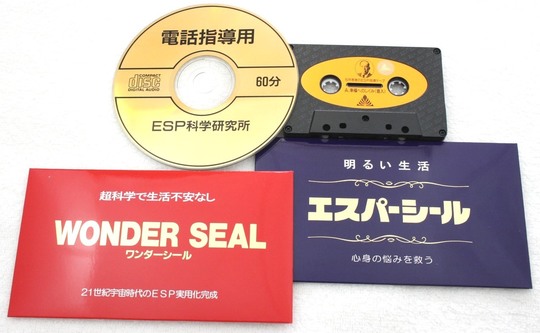 電話指導用
COMPACT
disc
DIGITAL AUDIO
60分
ESP科学研究所
明るい生活
エスパーシール
心身の悩みを救う
超科学で生活不安なし
WONDER SEAL
ワンダーシール
21世紀宇宙時代のESP実用化完成